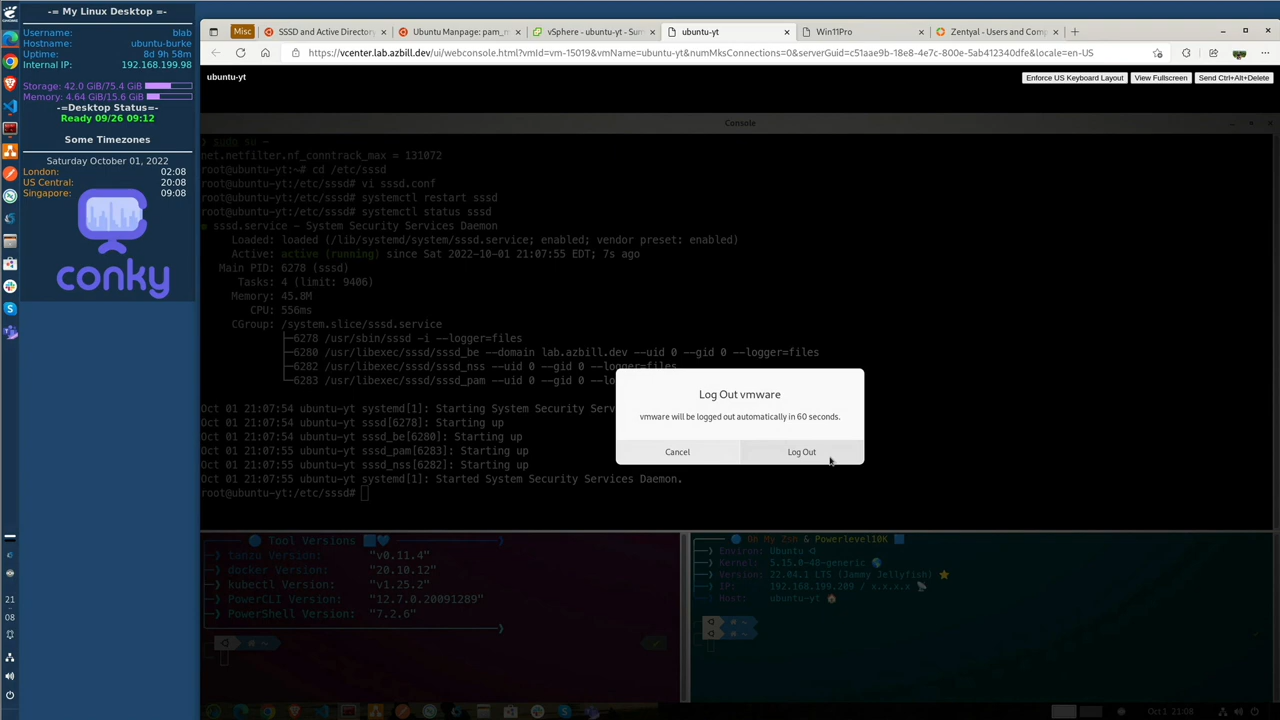 -= My Linux Desktop =-
Username: blab
Hostname: ubuntu-burke
Uptime: 8d 9h 58m
Internal IP: 192.168.199.98
Storage: 42.0 GiB/75.4 GiB
Memory: 4.64 GiB/15.6 GiB
-=Desktop Status=-
Ready 09/26 09:12
Some Timezones
Saturday October 01, 2022
London: 02:08
US Central: 20:08
Singapore: 09:08
conky
21
08
Misc
SSSD and Active Directory
Ubuntu Manpage: pam_m
vSphere - ubuntu-yt - Sum
ubuntu-yt
Win11Pro
Zentyal - Users and Comp
https://vcenter.lab.azbill.dev/ui/webconsole.html?vmId=vm-15019&vmName=ubuntu-yt&numMksConnections=0&serverGuid=c51aae9b-18e8-4e7c-800e-5ab412340dfe&locale=en-US
ubuntu-yt
Enforce US Keyboard Layout
View Fullscreen
Send Ctrl+Alt+Delete
Console
) sudo su -
net.netfilter.nf_conntrack_max = 131072
root@ubuntu-yt:~# cd /etc/sssd
root@ubuntu-yt:/etc/sssd# vi sssd.conf
root@ubuntu-yt:/etc/sssd# systemctl restart sssd
root@ubuntu-yt:/etc/sssd# systemctl status sssd
● sssd.service - System Security Services Daemon
Loaded: loaded (/lib/systemd/system/sssd.service; enabled; vendor preset: enabled)
Active: active (running) since Sat 2022-10-01 21:07:55 EDT; 7s ago
Main PID: 6278 (sssd)
Tasks: 4 (limit: 9406)
Memory: 45.8M
CPU: 556ms
CGroup: /system.slice/sssd.service
├─6278 /usr/sbin/sssd -i --logger=files
├─6280 /usr/libexec/sssd/sssd_be --domain lab.azbill.dev --uid 0 --gid 0 --logger=files
├─6282 /usr/libexec/sssd/sssd_nss --uid 0 --gid 0 --logger=files
└─6283 /usr/libexec/sssd/sssd_pam --uid 0 --gid 0 --lo
Oct 01 21:07:54 ubuntu-yt systemd[1]: Starting System Security Serv
Oct 01 21:07:54 ubuntu-yt sssd[6278]: Starting up
Oct 01 21:07:54 ubuntu-yt sssd_be[6280]: Starting up
Oct 01 21:07:55 ubuntu-yt sssd_pam[6283]: Starting up
Oct 01 21:07:55 ubuntu-yt sssd_nss[6282]: Starting up
Oct 01 21:07:55 ubuntu-yt systemd[1]: Started System Security Services Daemon.
root@ubuntu-yt:/etc/sssd#
Log Out vmware
vmware will be logged out automatically in 60 seconds.
Cancel
Log Out
Tool Versions
tanzu Version: "v0.11.4"
docker Version: "20.10.12"
kubectl Version: "v1.25.2"
PowerCLI Version: "12.7.0.20091289"
PowerShell Version: "7.2.6"
Oh My Zsh & Powerlevel10K
Environ: Ubuntu
Kernel: 5.15.0-48-generic
Version: 22.04.1 LTS (Jammy Jellyfish)
IP: 192.168.199.209 / x.x.x.x
Host: ubuntu-yt
Oct 1 21:08